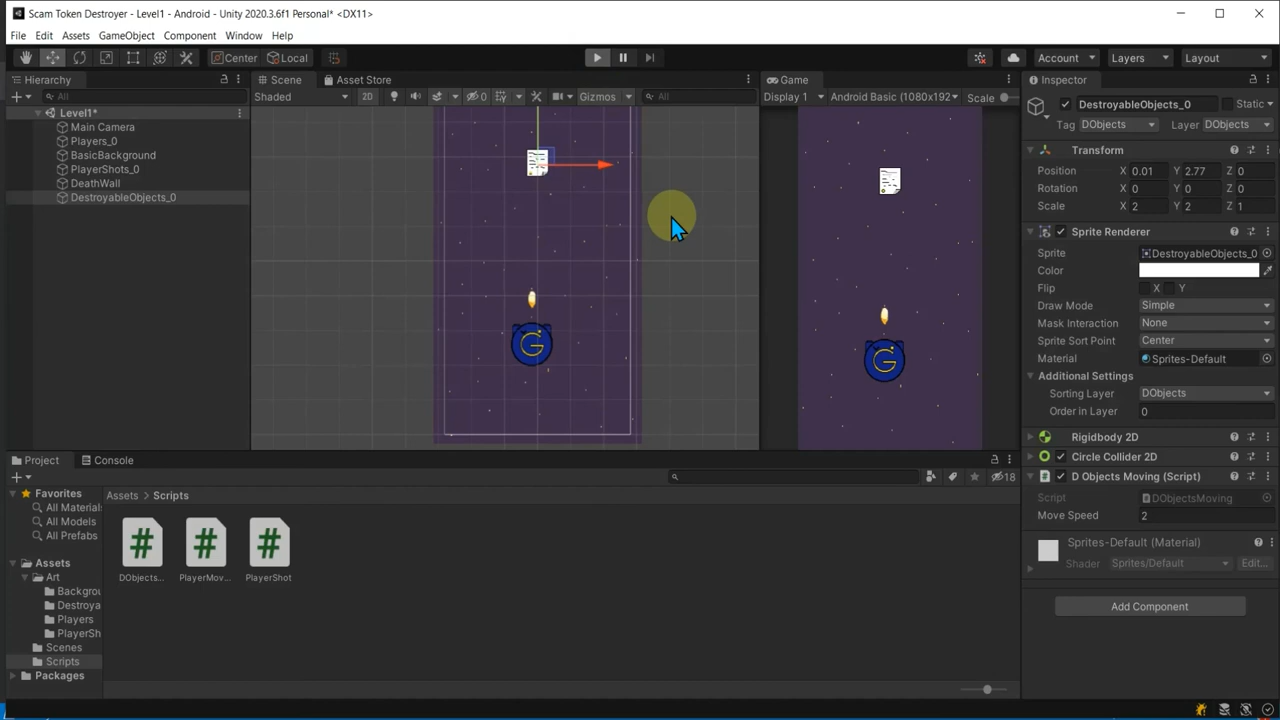 Scam Token Destroyer - Level1 - Android - Unity 2020.3.6f1 Personal* <DX11>
File Edit Assets GameObject Component Window Help
Center Local Account Layers Layout
Hierarchy Scene Asset Store Game Inspector
All Shaded 2D 0 Gizmos All Display 1 Android Basic (1080x192 Scale
Level1*
Main Camera
Players_0
BasicBackground
PlayerShots_0
DeathWall
DestroyableObjects_0
G
G
DestroyableObjects_0 Static
Tag DObjects Layer DObjects
Transform
Position X 0.01 Y 2.77 Z 0
Rotation X 0 Y 0 Z 0
Scale X 2 Y 2 Z 1
Sprite Renderer
Sprite DestroyableObjects_0
Color
Flip X Y
Draw Mode Simple
Mask Interaction None
Sprite Sort Point Center
Material Sprites-Default
Additional Settings
Sorting Layer DObjects
Order in Layer 0
Rigidbody 2D
Circle Collider 2D
D Objects Moving (Script)
Script DObjectsMoving
Move Speed 2
Sprites-Default (Material)
Shader Sprites/Default Edit...
Add Component
Project Console
18
Favorites
All Materials
All Models
All Prefabs
Assets
Art
Backgrou
Destroya
Players
PlayerSh
Scenes
Scripts
Packages
Assets > Scripts
# # #
DObjects... PlayerMov... PlayerShot